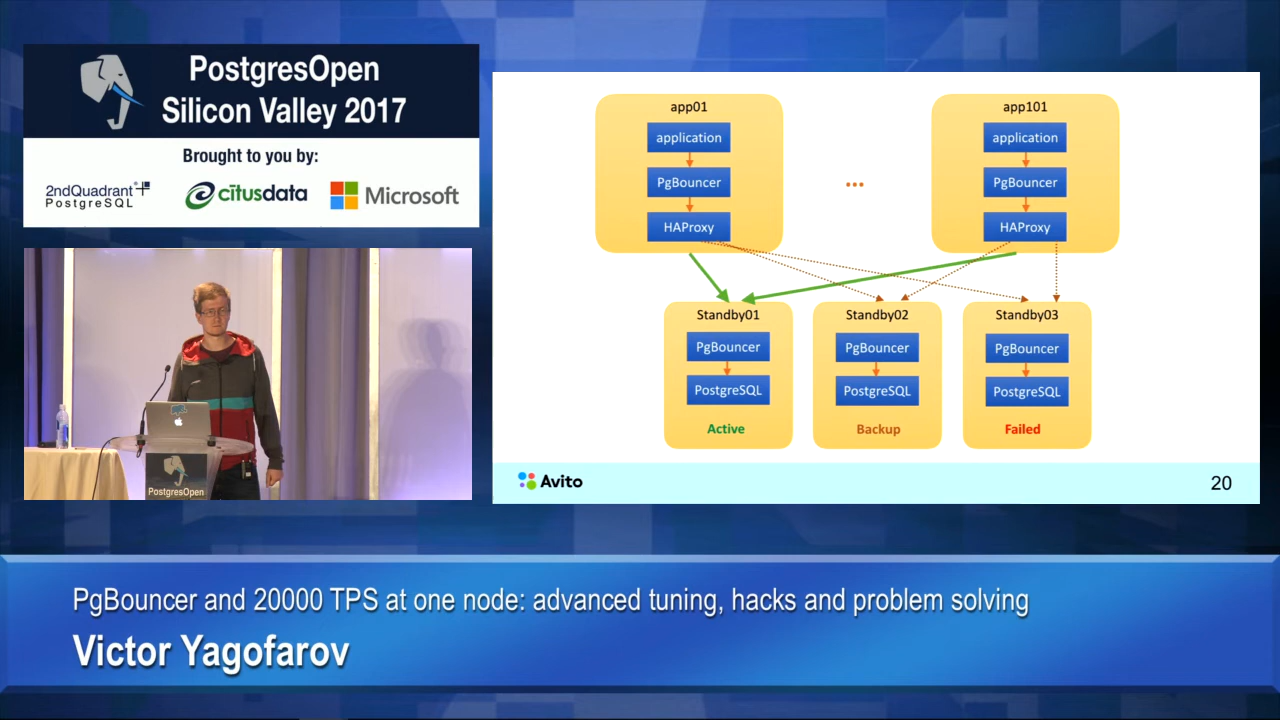 PostgresOpen
Silicon Valley 2017
Brought to you by:
2ndQuadrant
PostgreSQL
citusdata
Microsoft
PostgresOpen
app01
application
PgBouncer
HAProxy
...
app101
application
PgBouncer
HAProxy
Standby01
PgBouncer
PostgreSQL
Active
Standby02
PgBouncer
PostgreSQL
Backup
Standby03
PgBouncer
PostgreSQL
Failed
Avito
20
PgBouncer and 20000 TPS at one node: advanced tuning, hacks and problem solving
Victor Yagofarov